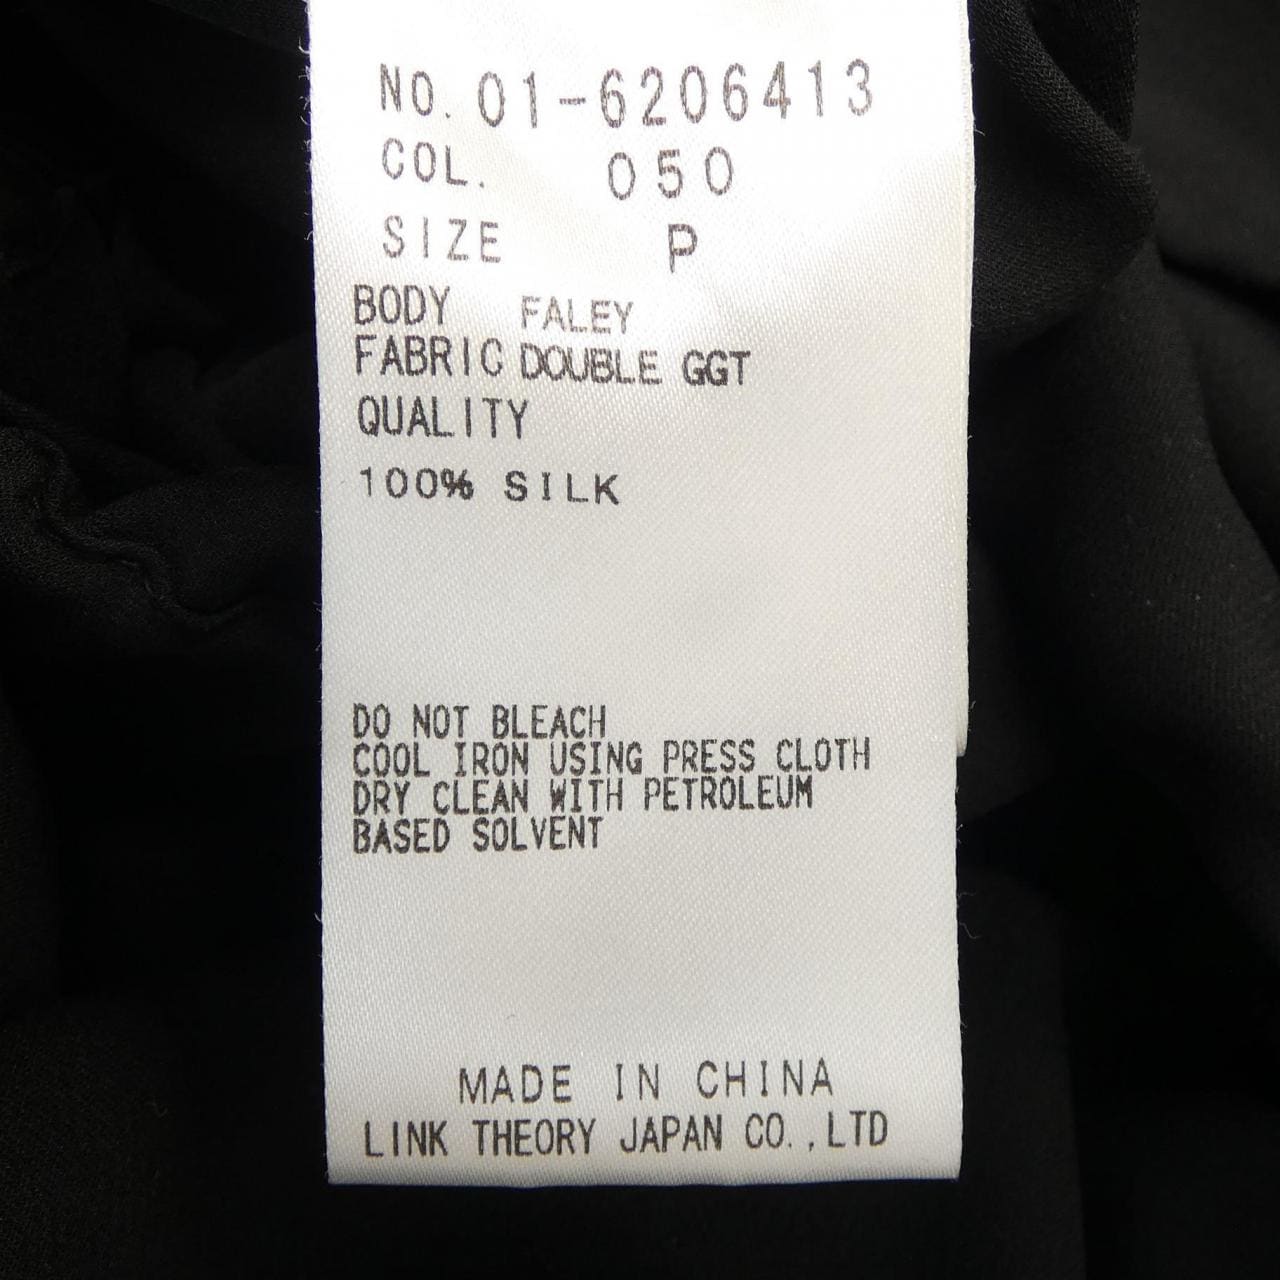 NO. 01-6206413
COL. 050
SIZE P
BODY FALEY
FABRIC DOUBLE GGT
QUALITY
100% SILK
DO NOT BLEACH
COOL IRON USING PRESS CLOTH
DRY CLEAN WITH PETROLEUM
BASED SOLVENT
MADE IN CHINA
LINK THEORY JAPAN CO.,LTD